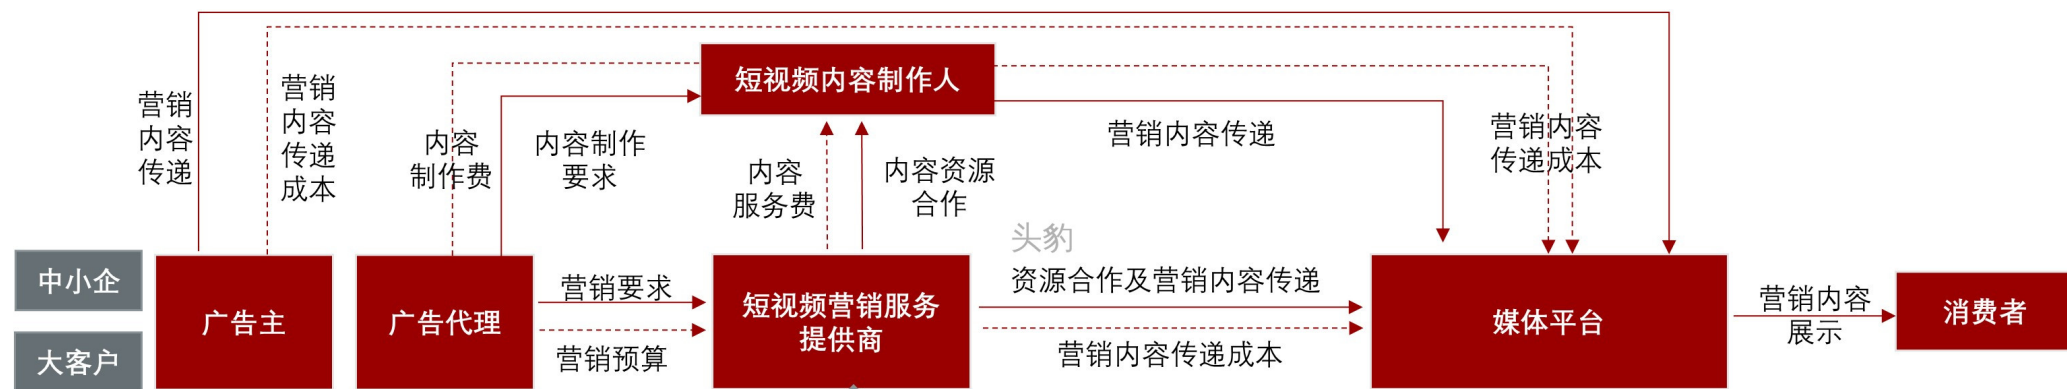 营销
内容
传递
营销
内容
传递
成本
内容
制作费
内容制作
要求
短视频内容制作人
内容
服务费
内容资源
合作
营销内容传递
营销内容
传递成本
头豹
中小企
大客户
广告主
广告代理
营销要求
营销预算
短视频营销服务
提供商
资源合作及营销内容传递
营销内容传递成本
媒体平台
营销内容
展示
消费者